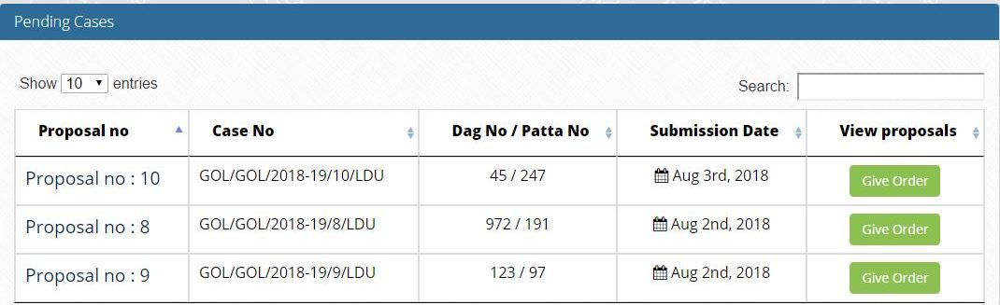 Pending Cases
Show 10 entries
Search:
Proposal no Case No Dag No / Patta No Submission Date View proposals
Proposal no : 10 GOL/GOL/2018-19/10/LDU 45 / 247 Aug 3rd, 2018 Give Order
Proposal no : 8 GOL/GOL/2018-19/8/LDU 972 / 191 Aug 2nd, 2018 Give Order
Proposal no : 9 GOL/GOL/2018-19/9/LDU 123 / 97 Aug 2nd, 2018 Give Order